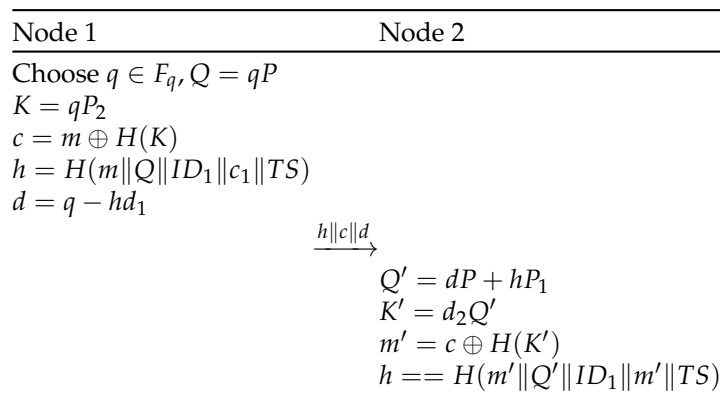 Node 1 Node 2
Choose q ∈ F_q, Q = qP
K = qP_2
c = m ⊕ H(K)
h = H(m‖Q‖ID_1‖c_1‖TS)
d = q − hd_1
h‖c‖d
Q′ = dP + hP_1
K′ = d_2Q′
m′ = c ⊕ H(K′)
h == H(m′‖Q′‖ID_1‖m′‖TS)